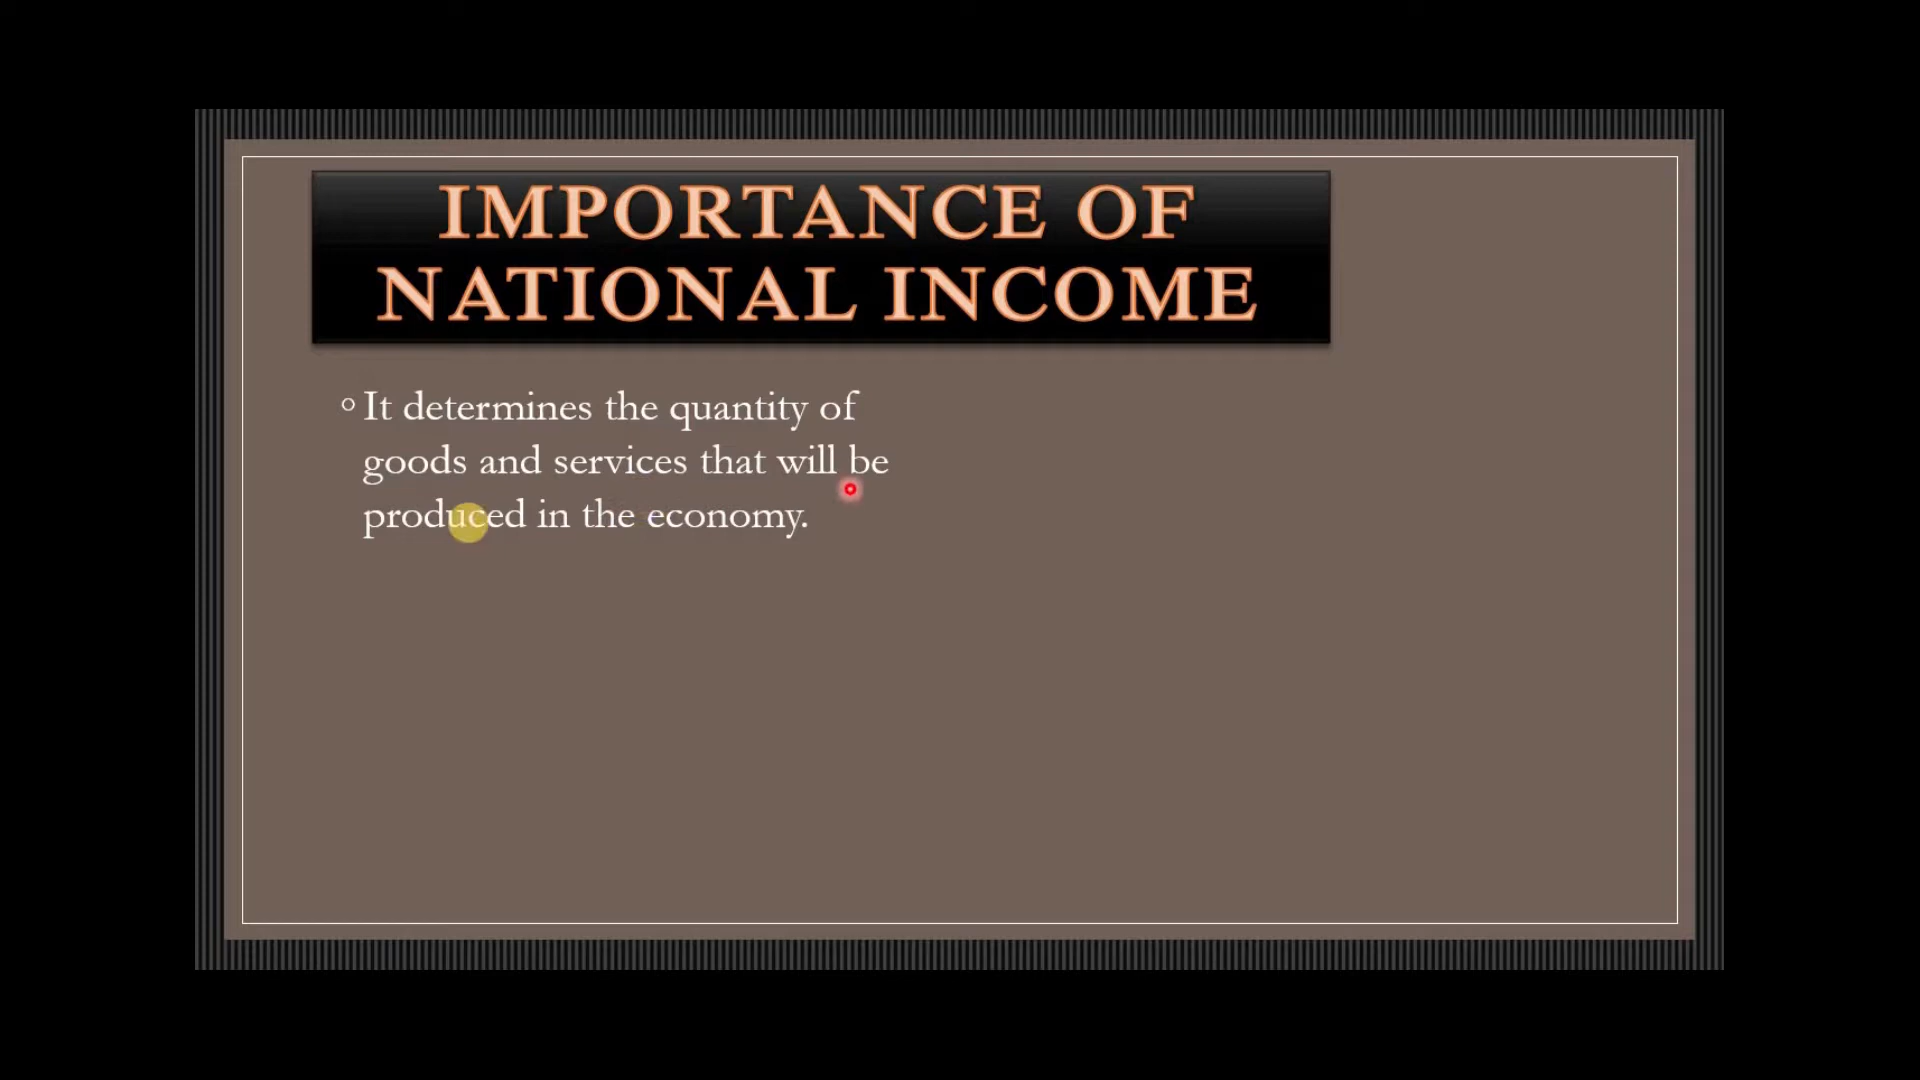 IMPORTANCE OF
NATIONAL INCOME
It determines the quantity of
goods and services that will be
produced in the economy.